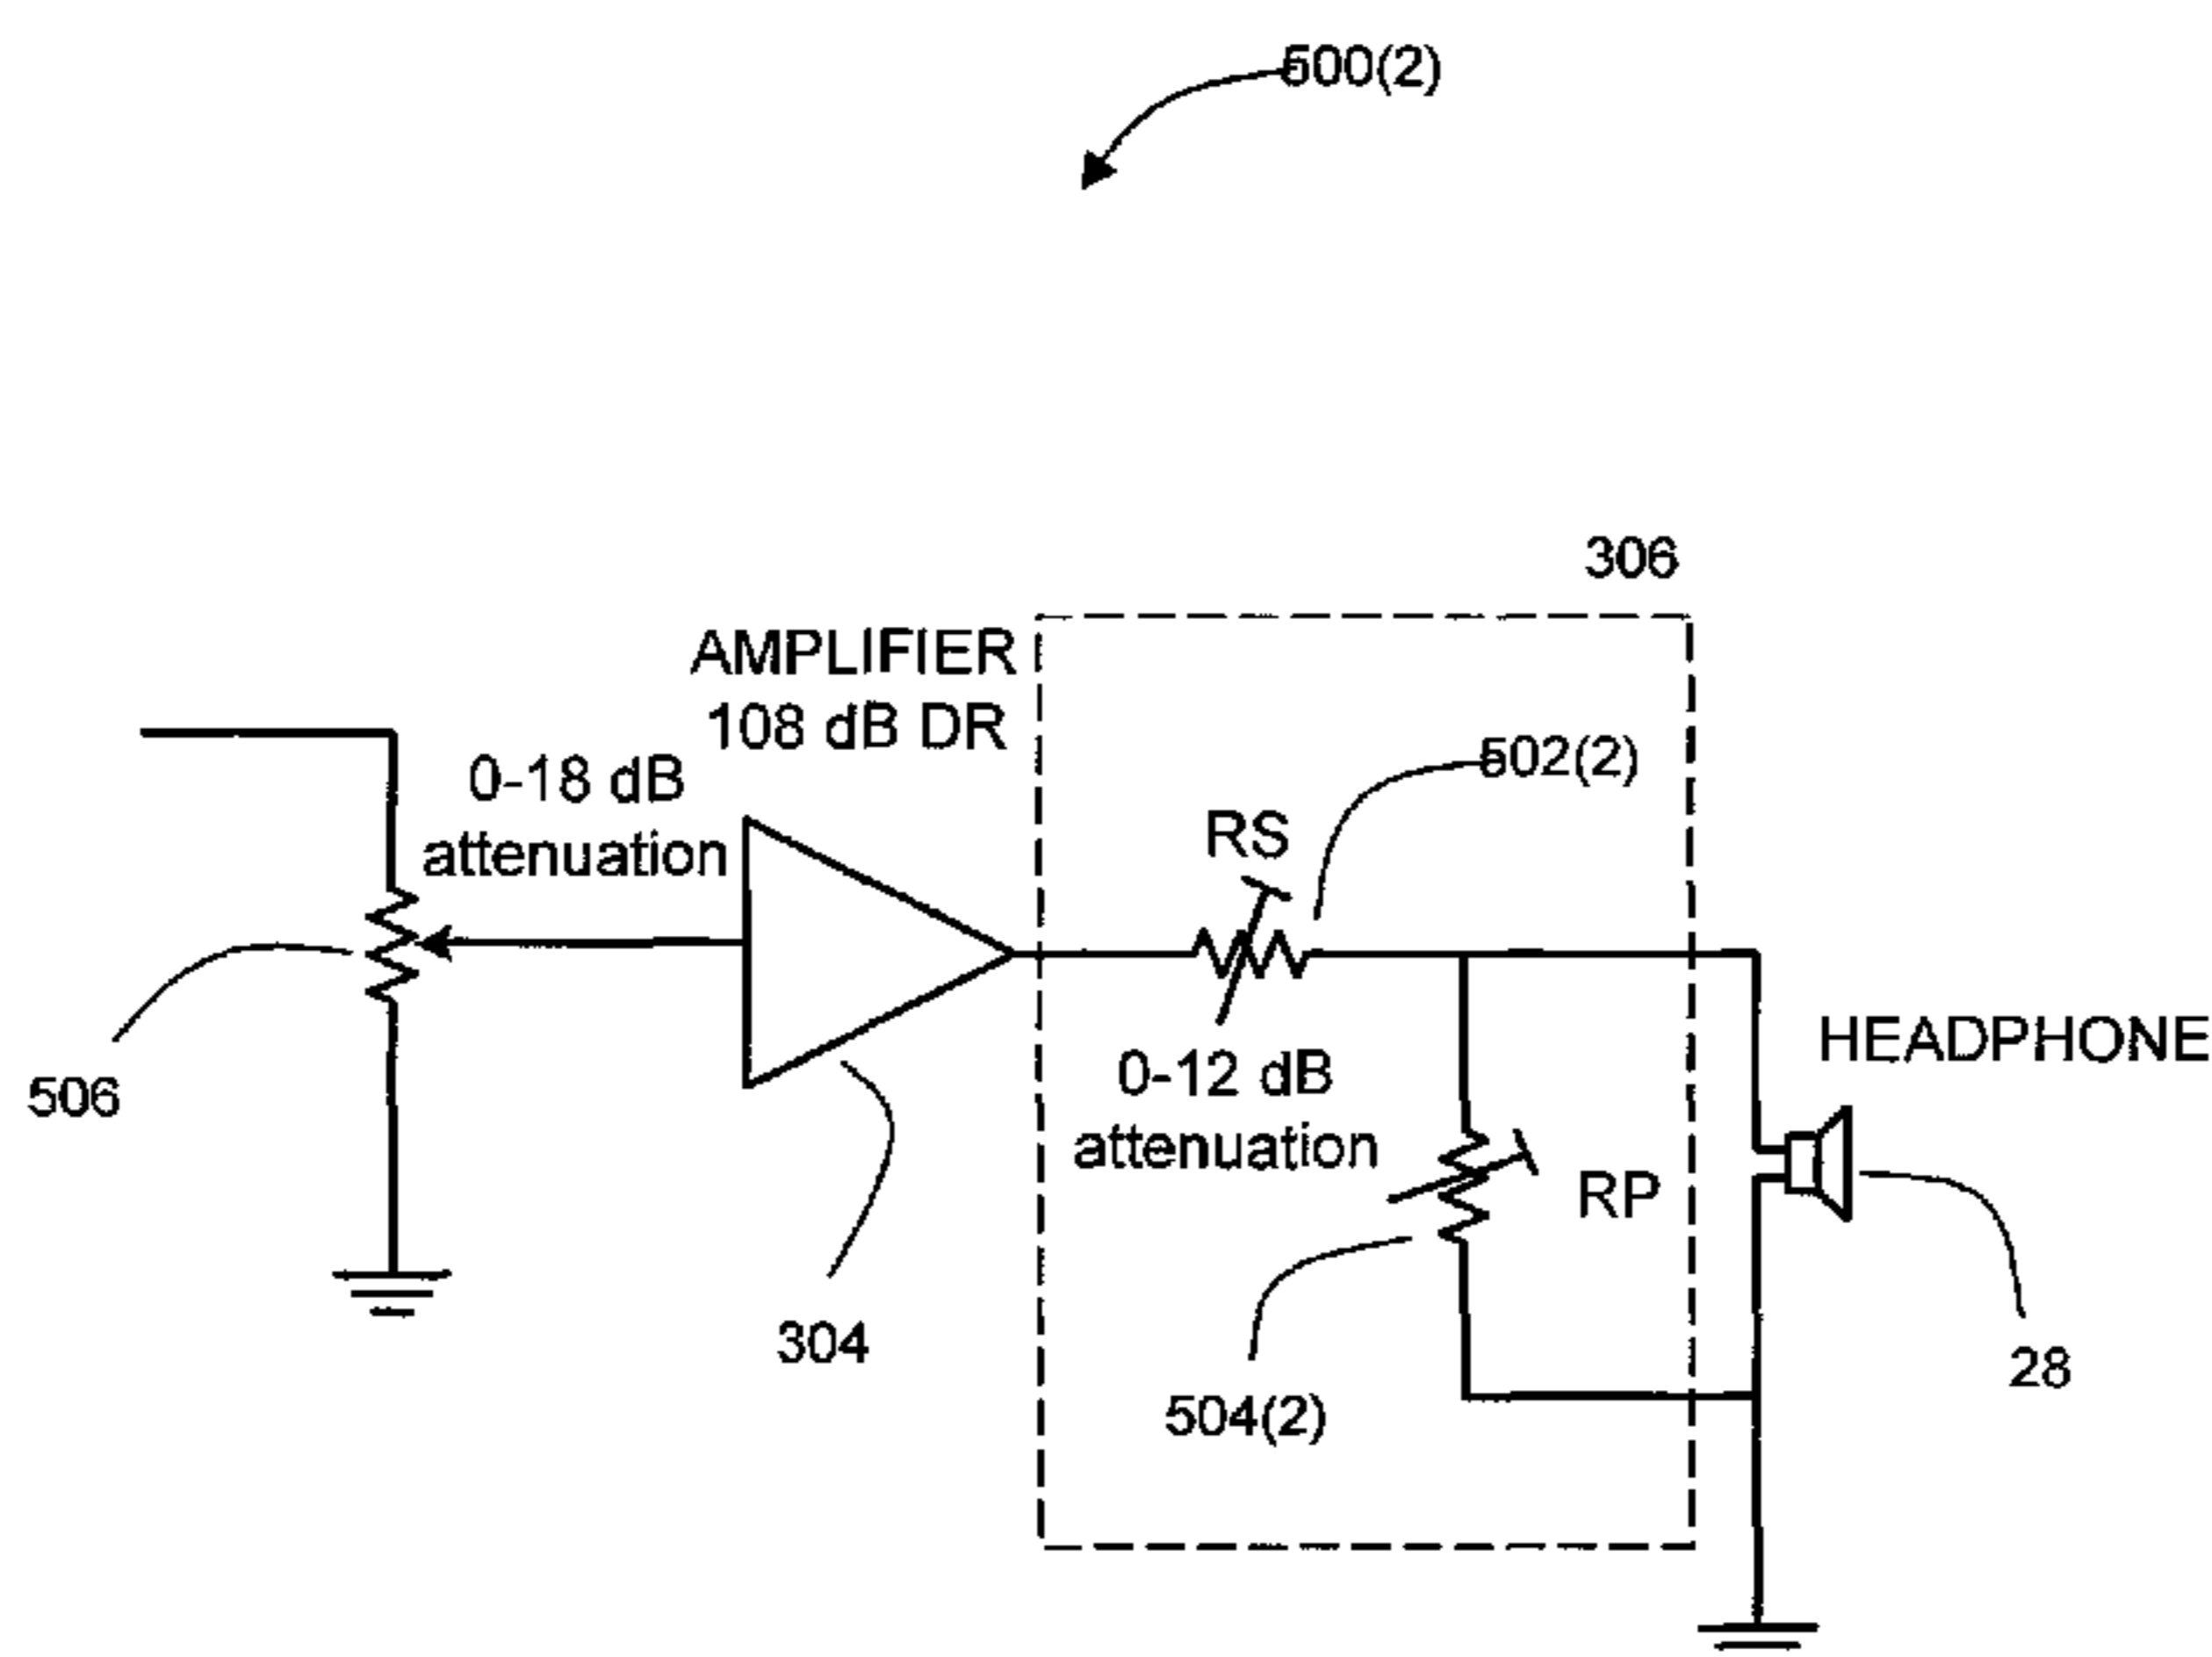 500(2)
306
AMPLIFIER
108 dB DR
0-18 dB
attenuation
502(2)
RS
HEADPHONE
0-12 dB
attenuation
506
RP
304
504(2)
28